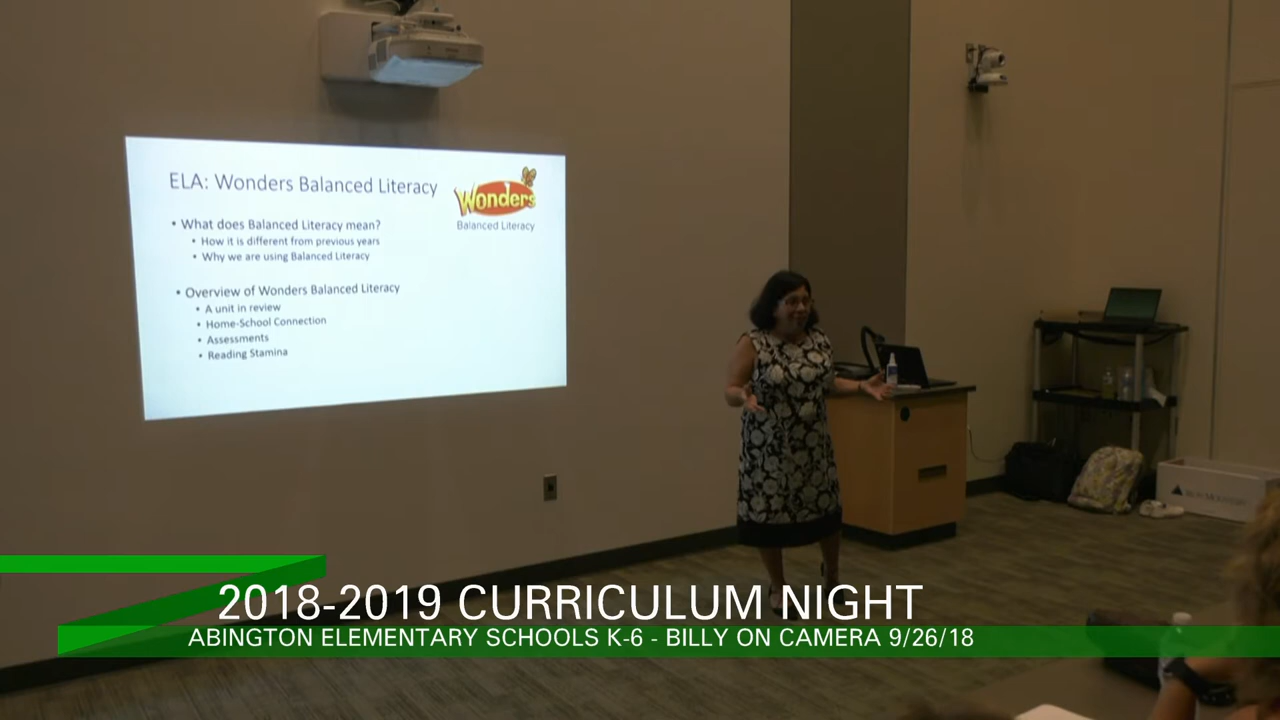 ELA: Wonders Balanced Literacy
Wonders
Balanced Literacy
• What does Balanced Literacy mean?
• How it is different from previous years
• Why we are using Balanced Literacy
• Overview of Wonders Balanced Literacy
• A unit in review
• Home-School Connection
• Assessments
• Reading Stamina
2018-2019 CURRICULUM NIGHT
ABINGTON ELEMENTARY SCHOOLS K-6 - BILLY ON CAMERA 9/26/18